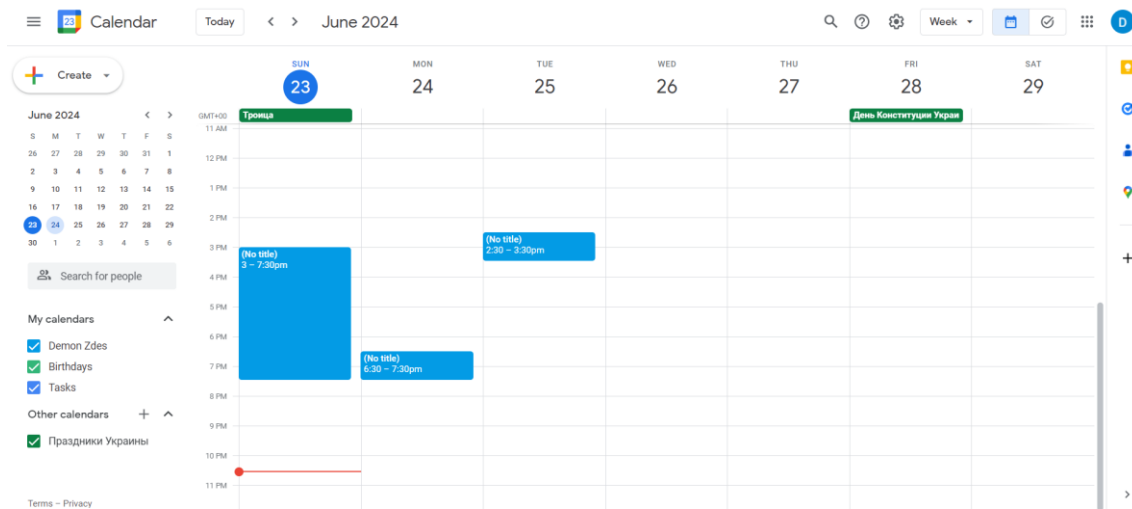 23 Calendar Today June 2024 Week D
Create
SUN MON TUE WED THU FRI SAT
23 24 25 26 27 28 29
GMT+00 Троица День Конституции Украи
June 2024
S M T W T F S
26 27 28 29 30 31 1
2 3 4 5 6 7 8
9 10 11 12 13 14 15
16 17 18 19 20 21 22
23 24 25 26 27 28 29
30 1 2 3 4 5 6
Search for people
My calendars
Demon Zdes
Birthdays
Tasks
Other calendars
Праздники Украины
Terms – Privacy
11 AM
12 PM
1 PM
2 PM
3 PM
4 PM
5 PM
6 PM
7 PM
8 PM
9 PM
10 PM
11 PM
(No title)
3 – 7:30pm
(No title)
6:30 – 7:30pm
(No title)
2:30 – 3:30pm